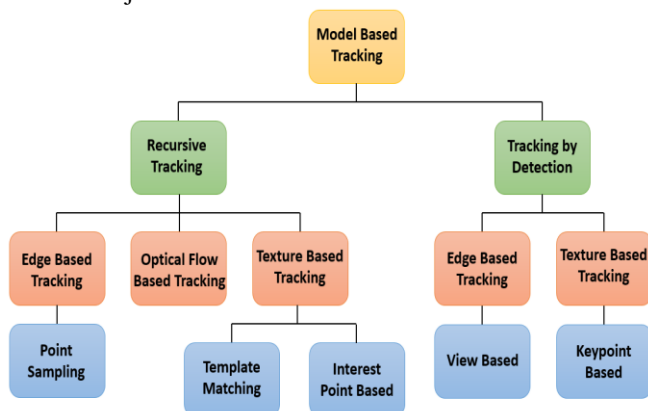 Model Based
Tracking
Recursive
Tracking
Tracking by
Detection
Edge Based
Tracking
Optical Flow
Based Tracking
Texture Based
Tracking
Edge Based
Tracking
Texture Based
Tracking
Point
Sampling
Template
Matching
Interest
Point Based
View Based
Keypoint
Based